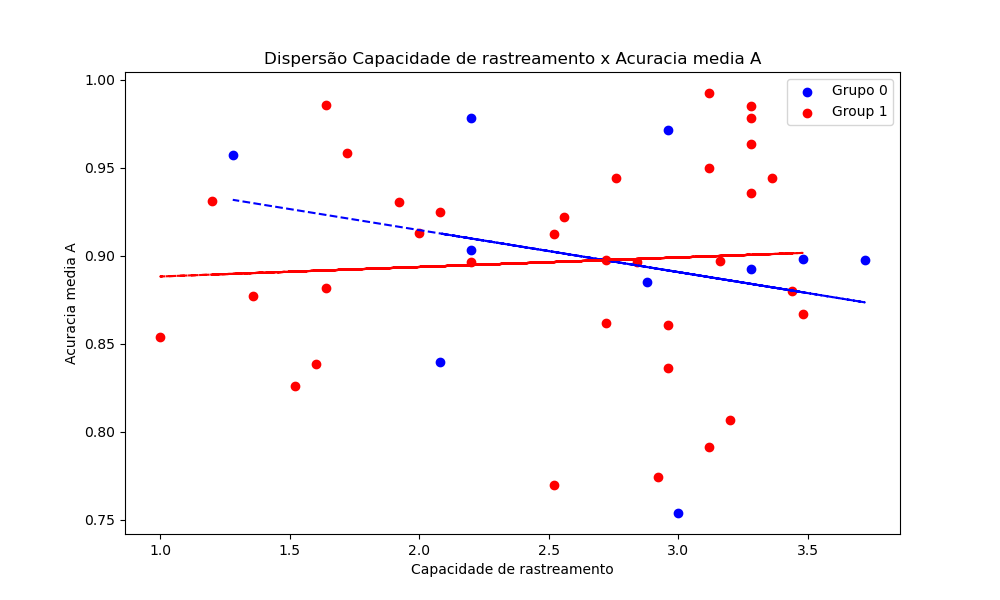 Dispersão Capacidade de rastreamento x Acuracia media A
Grupo 0
Group 1
1.00
0.95
0.90
0.85
0.80
0.75
Acuracia media A
1.0 1.5 2.0 2.5 3.0 3.5
Capacidade de rastreamento